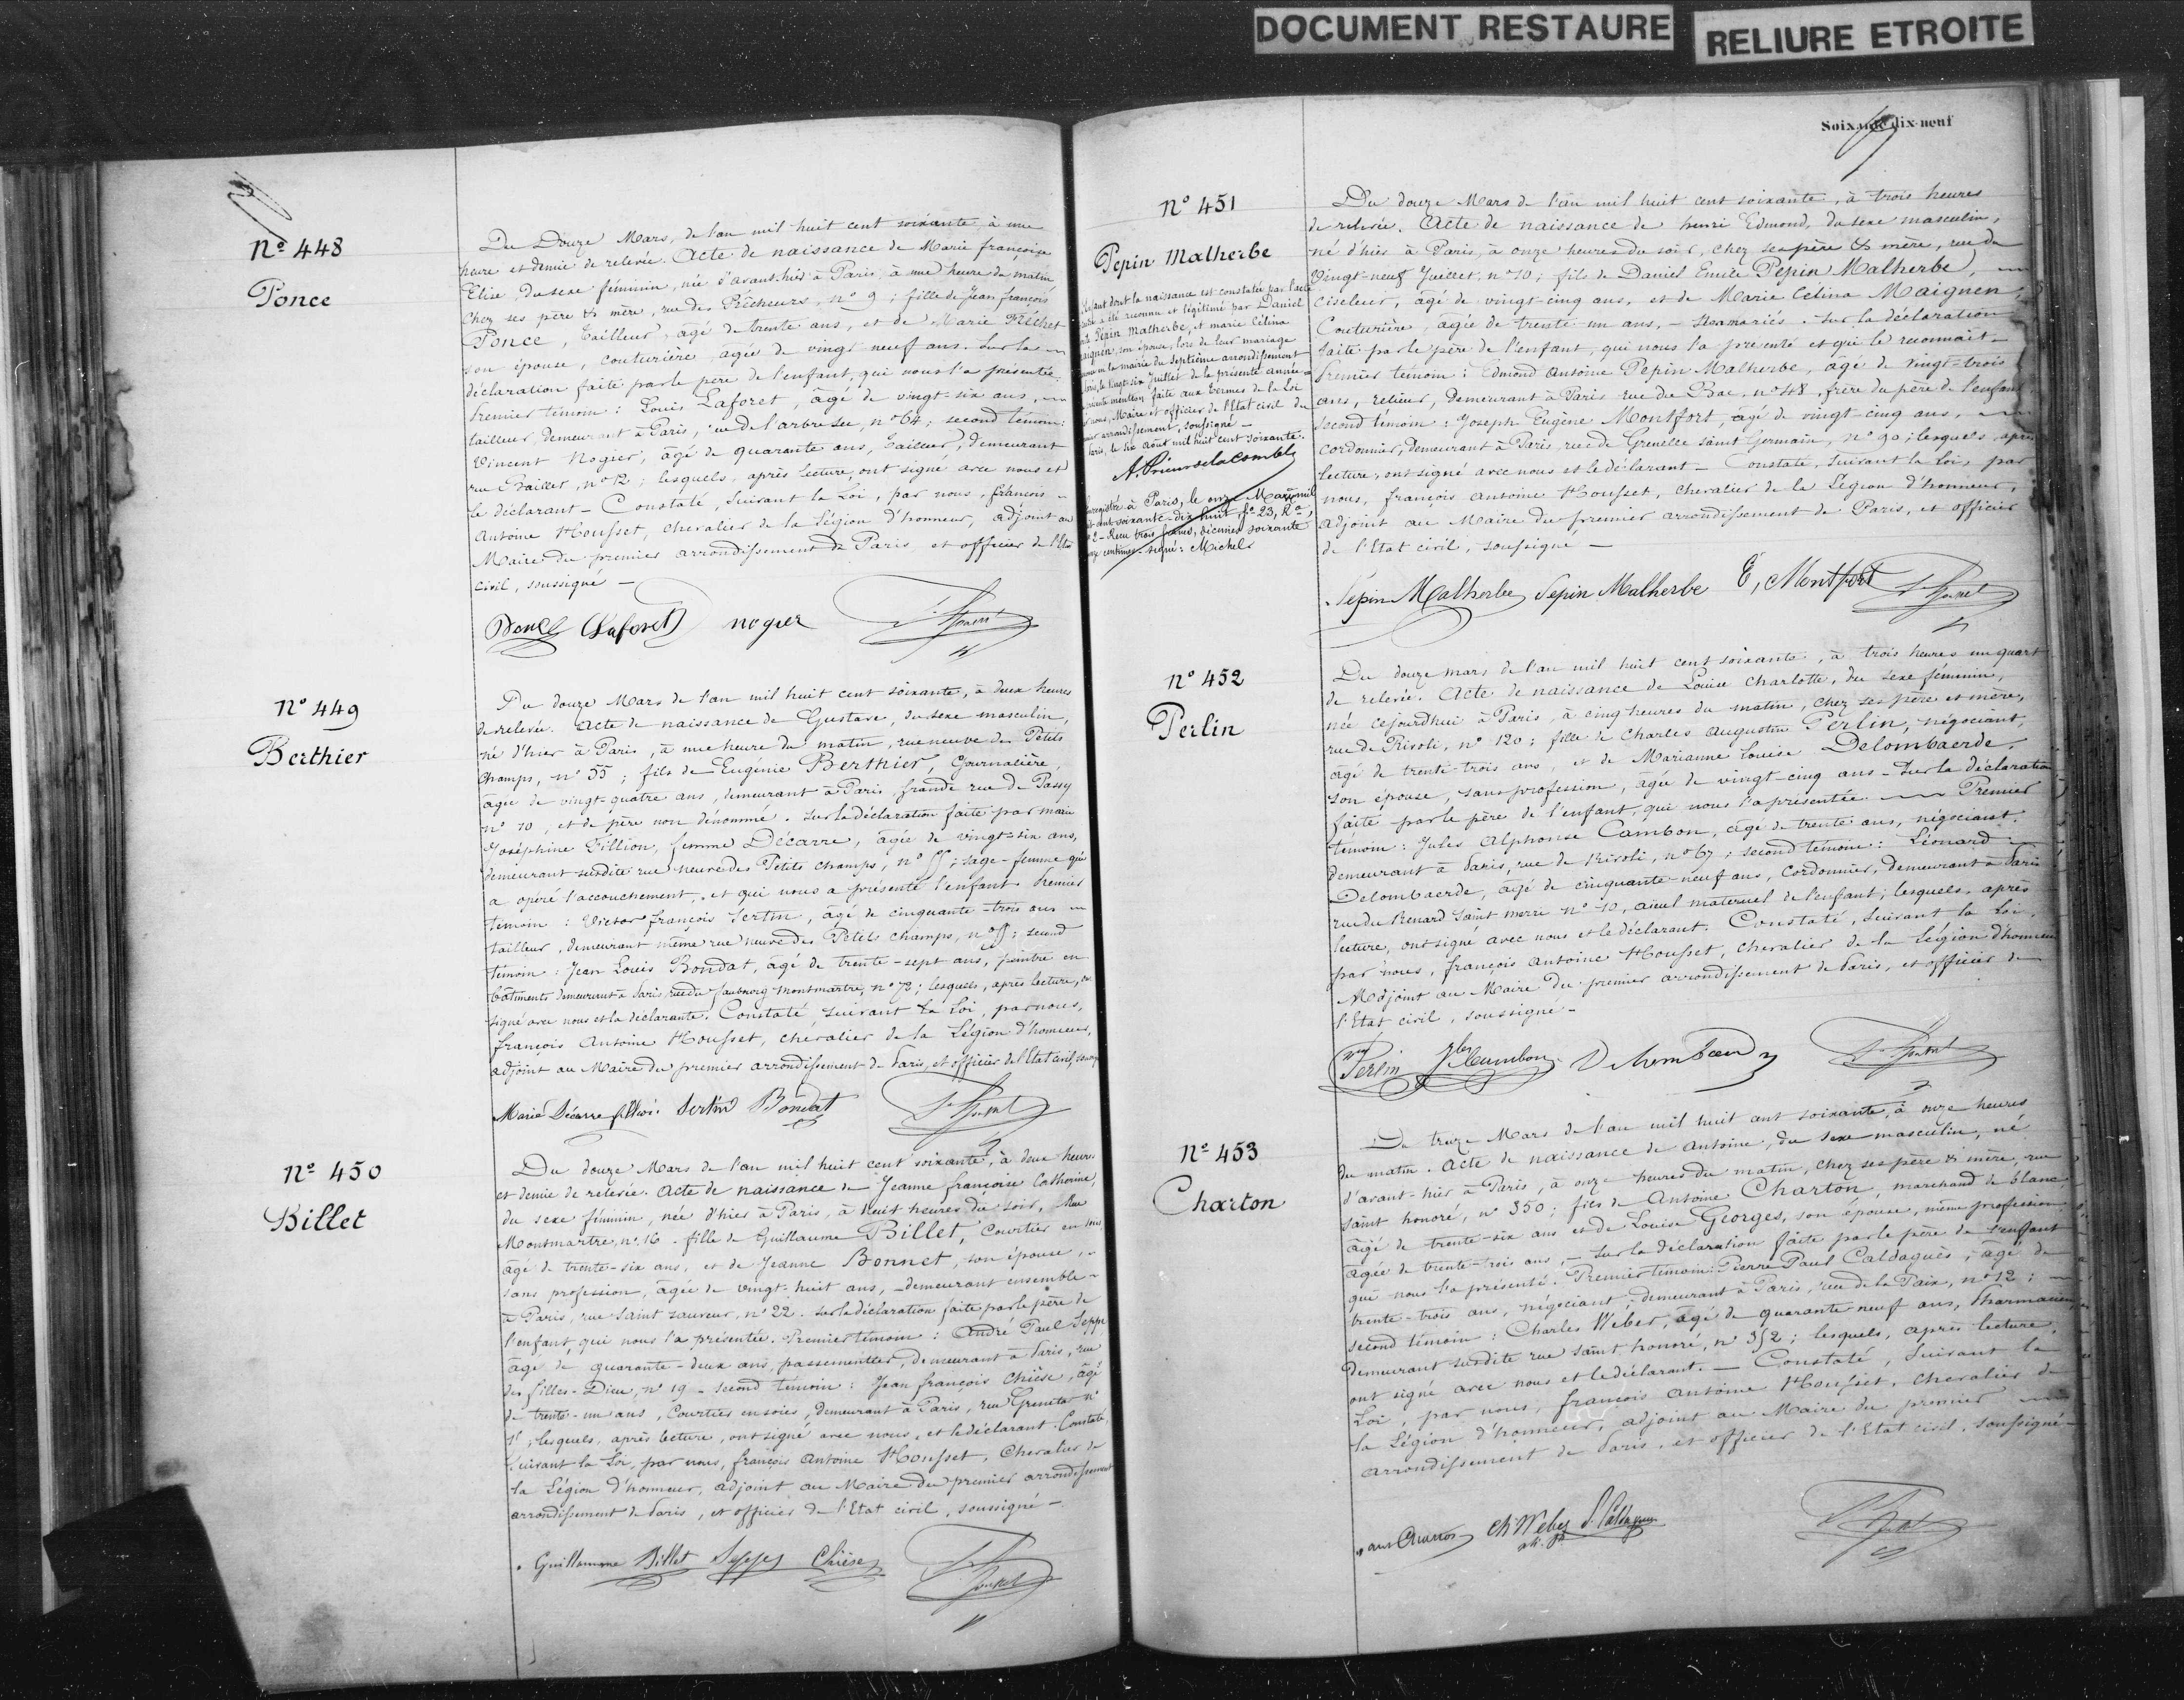 DOCUMENT RESTAURE
RELIURE ETROITE
Nº 448
Ponce
Du Douze Mars, de l'an mil huit cent soixante, à une
heure et demie de relevée. Acte de naissance de Marie françoise
Elise, du sexe féminin, née d'avant-hier à Paris, à une heure du matin
Chez ses père & mère, rue des Prêcheurs, nº 9; fille de Jean françois
Ponce, tailleur, âgé de trente ans, et de Marie Fréchet
son épouse, couturière, âgée de vingt neuf ans. Sur la
déclaration faite par le père de l'enfant, qui nous l'a présentée.
Premier témoin: Louis Laforet, âgé de vingt-six ans,
tailleur, demeurant à Paris, rue de l'arbre sec, nº 64; second témoin:
Vincent Nogier, âgé de quarante ans, tailleur, demeurant
rue Baillet, nº 12; lesquels, après lecture, ont signé avec nous et
le déclarant - Constaté, suivant la Loi, par nous, françois
Antoine Housset, chevalier de la Légion d'honneur, adjoint au
Maire du premier arrondissement de Paris, et officier de l'Etat
civil, soussigné -
Ponce Laforet nogier
Nº 449
Berthier
Du douze Mars de l'an mil huit cent soixante, à deux heures
de relevée. Acte de naissance de Gustave, du sexe masculin,
né d'hier à Paris, à une heure du matin, rue neuve des Petits
Champs, nº 55; fils de Eugénie Berthier, Journalière,
âgée de vingt-quatre ans, demeurant à Paris, grande rue de Passy
nº 10, et de père non dénommé. Sur la déclaration faite par marie
Joséphine Fillion, femme Décarre, âgée de vingt-six ans,
demeurant susdite rue neuve des Petits champs, nº 55; sage-femme qui
a opéré l'accouchement, et qui nous a présenté l'enfant. Premier
témoin: Victor françois Sertin, âgé de cinquante-trois ans
tailleur, demeurant même rue neuve des Petits champs, nº 55; second
témoin: Jean Louis Bondat, âgé de trente-sept ans, peintre en
bâtiments demeurant à Paris, rue du faubourg Montmartre, nº 72; lesquels, après lecture, ont
signé avec nous et la déclarante. Constaté, suivant la Loi, par nous,
françois Antoine Housset, chevalier de la Légion d'honneur,
adjoint au Maire du premier arrondissement de Paris, et officier de l'Etat civil,
Marie Décarre fillion Sertin Bondat
Nº 450
Billet
Du douze Mars de l'an mil huit cent soixante, à deux heures
et demie de relevée. Acte de naissance de Jeanne françoise Catherine,
du sexe féminin, née d'hier à Paris, à huit heures du soir, Rue
Montmartre, nº 16 - fille de Guillaume Billet, Courtier en soies
âgé de trente-six ans, et de Jeanne Bonnet, son épouse,
sans profession, âgée de vingt-huit ans, - demeurant ensemble -
à Paris, rue Saint sauveur, nº 22. Sur la déclaration faite par le père de
l'enfant, qui nous l'a présentée. Premier témoin: André Paul Seppe
âgé de quarante-deux ans, passementier, demeurant à Paris, rue
des filles-Dieu, nº 19 - second témoin: Jean françois Chièse, âgé
de trente-un ans, Courtier en soies, demeurant à Paris, rue Greneta nº
lesquels, après lecture, ont signé avec nous, et le déclarant. Constaté,
suivant la Loi, par nous, françois Antoine Housset, Chevalier de
la Légion d'honneur, adjoint au Maire du premier arrondissement
arrondissement de Paris, et officier de l'Etat civil, soussigné -
Guillaume Billet Seppe Chièse
Soixante dix-neuf
Nº 451
Pepin Malherbe
dont la naissance est constatée par l'acte
a été reconnu et légitimé par Daniel
Pépin Malherbe, et marie Célina
son épouse, lors de leur mariage
la mairie du Septième arrondissement
le Vingt-six Juillet de la présente année -
mention faite aux termes de la Loi
Maire et officier de l'Etat civil du
arrondissement, soussigné -
Paris, le Six Août mil huit cent soixante.
à Paris, le onze Mars mil
cent soixante-dix huit, fº 23, Rº,
- Reçu trois francs, décimes soixante
centimes. signé: Michel
Du douze Mars de l'an mil huit cent soixante, à trois heures
de relevée. Acte de naissance de henri Edmond, du sexe masculin,
né d'hier à Paris, à onze heures du soir, chez ses père & mère, rue du
Vingt-neuf Juillet, nº 10; fils de Daniel Emile Pepin Malherbe,
ciseleur, âgé de vingt cinq ans, et de Marie Célina Maignen
Couturière, âgée de trente un ans, - non mariés. Sur la déclaration
faite par le père de l'enfant, qui nous l'a présenté et qui le reconnait -
Premier témoin: Edmond Antoine Pepin Malherbe, âgé de vingt-trois
ans, relieur, demeurant à Paris rue du Bac, nº 48, frère du père de l'enfant
Second témoin: Joseph Eugène Montfort, âgé de vingt-cinq ans,
cordonnier, demeurant à Paris, rue de Grenelle saint Germain, nº 90; lesquels, après
lecture, ont signé avec nous et le déclarant - Constaté, suivant la Loi, par
nous, françois Antoine Housset, chevalier de la Légion d'honneur,
adjoint au Maire du premier arrondissement de Paris, et officier
de l'Etat civil, soussigné -
Pepin Malherbe Pepin Malherbe E, Montfort
nº 452
Perlin
Du douze mars de l'an mil huit cent soixante, à trois heures un quart
de relevée. Acte de naissance de Louise Charlotte, du sexe féminin,
née cejourd'hui à Paris, à cinq heures du matin, chez ses père et mère,
rue de Rivoli, nº 120; fille de Charles Augustin Perlin, négociant,
âgé de trente-trois ans, et de Marianne Louise Delombaerde,
son épouse, sans profession, âgée de vingt-cinq ans - Sur la déclaration
faite par le père de l'enfant, qui nous l'a présentée. Premier
témoin: Jules Alphonse Cambon, âgé de trente ans, négociant,
demeurant à Paris, rue de Rivoli, nº 67; second témoin: Léonard
Delombaerde, âgé de cinquante-neuf ans, Cordonnier, demeurant à Paris
rue du Renard Saint merri nº 10, aïeul maternel de l'enfant; lesquels, après
lecture, ont signé avec nous et le déclarant. Constaté, suivant la Loi,
par nous, françois Antoine Housset, chevalier de la Légion d'honneur
Adjoint au Maire du premier arrondissement de Paris, et officier de
l'Etat civil, soussigné -
Perlin Cambon
Nº 453
Charton
Du treize Mars de l'an mil huit cent soixante, à onze heures
du matin. Acte de naissance de Antoine, du sexe masculin, né
d'avant-hier à Paris, à onze heures du matin, chez ses père & mère, rue
saint honoré, nº 350; fils de Antoine Charton, marchand de blanc
âgé de trente-six ans et de Louise Georges, son épouse, même profession
âgée de trente-trois ans, - Sur la déclaration faite par le père de l'enfant
qui nous l'a présenté. Premier témoin: Pierre Paul Caldaguès, âgé de
trente-trois ans, négociant, demeurant à Paris, rue de la Paix, nº 12;
second témoin: Charles Weber, âgé de quarante neuf ans, Pharmacien
demeurant susdite rue saint honoré, nº 352; lesquels, après lecture,
ont signé avec nous et le déclarant. - Constaté, suivant la
Loi, par nous, françois Antoine Housset, chevalier de
la Légion d'honneur, adjoint au Maire du premier
arrondissement de Paris, et officier de l'Etat civil, soussigné -
Charton Ch. Weber P. Caldaguès